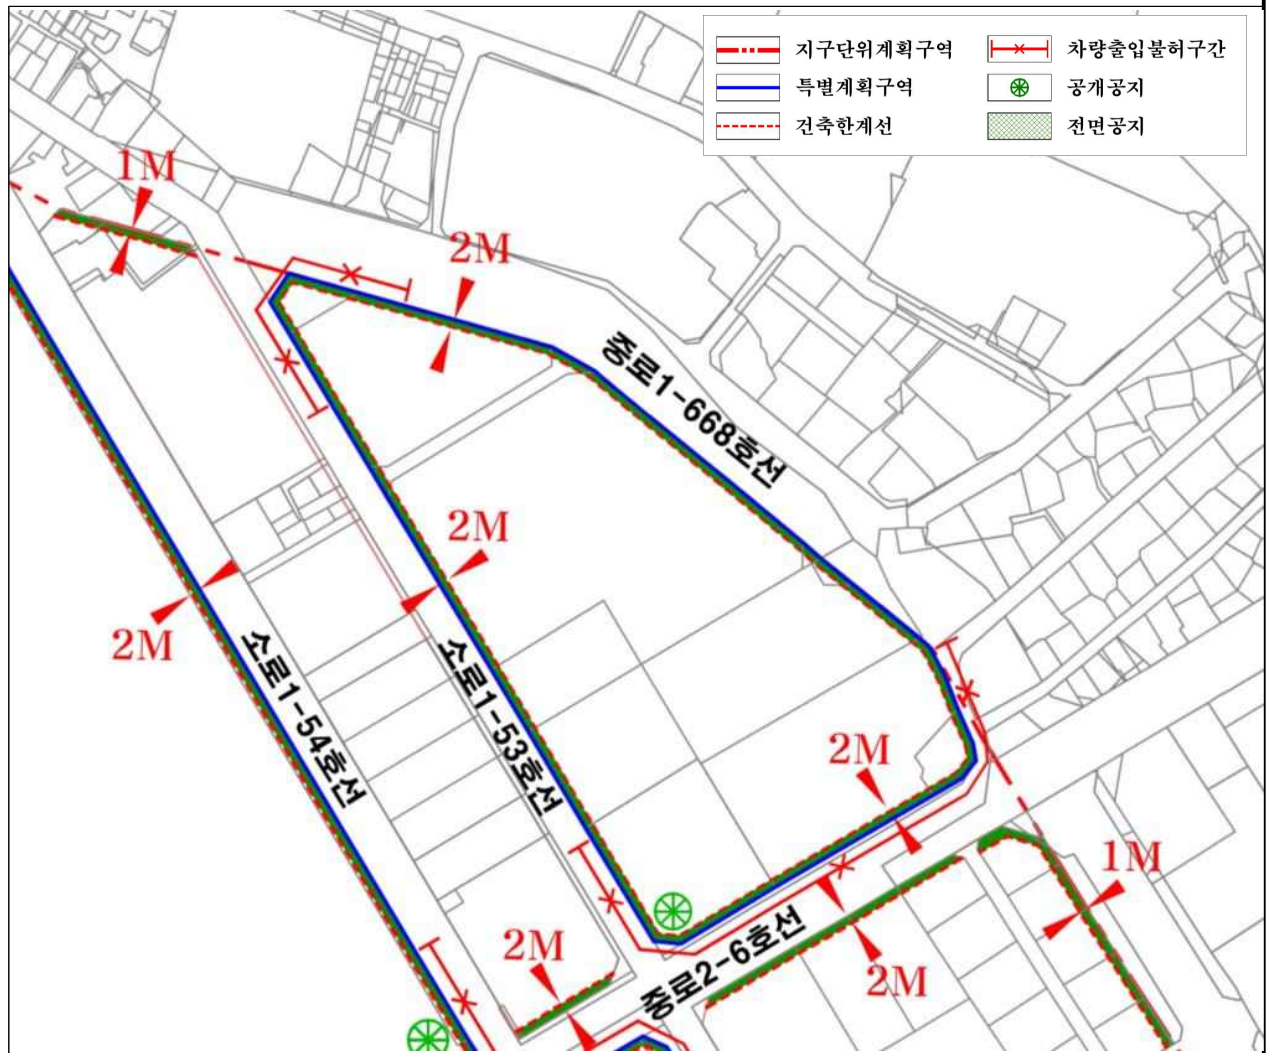 지구단위계획구역
차량출입불허구간
특별계획구역
공개공지
건축한계선
전면공지
1M
2M
중로1-668호선
2M
2M
소로1-54호선
소로1-53호선
2M
1M
2M
중로2-6호선
2M